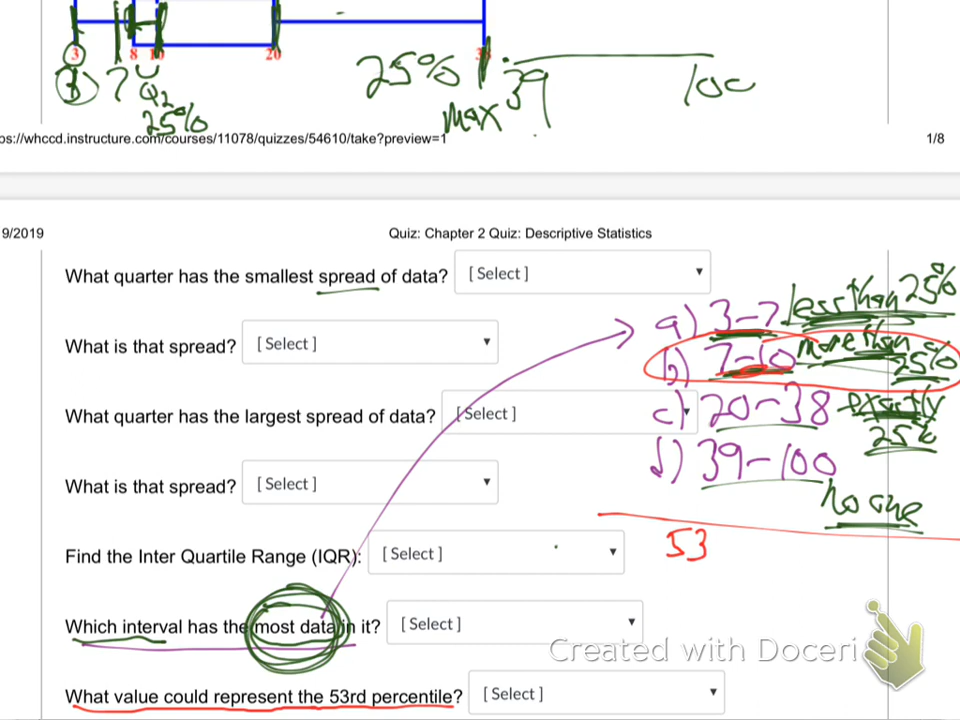 3 8 10 20 38
3 7 Q2 25% Max 39 100
25%
ps://whccd.instructure.com/courses/11078/quizzes/54610/take?preview=1 1/8
9/2019 Quiz: Chapter 2 Quiz: Descriptive Statistics
What quarter has the smallest spread of data? [ Select ]
a) 3-7 less than 25%
What is that spread? [ Select ]
b) 7-10 more than 25%
What quarter has the largest spread of data? [ Select ]
c) 20-38 exactly 25%
d) 39-100 no one
What is that spread? [ Select ]
Find the Inter Quartile Range (IQR): [ Select ]
53
Which interval has the most data in it? [ Select ]
Created with Doceri
What value could represent the 53rd percentile? [ Select ]